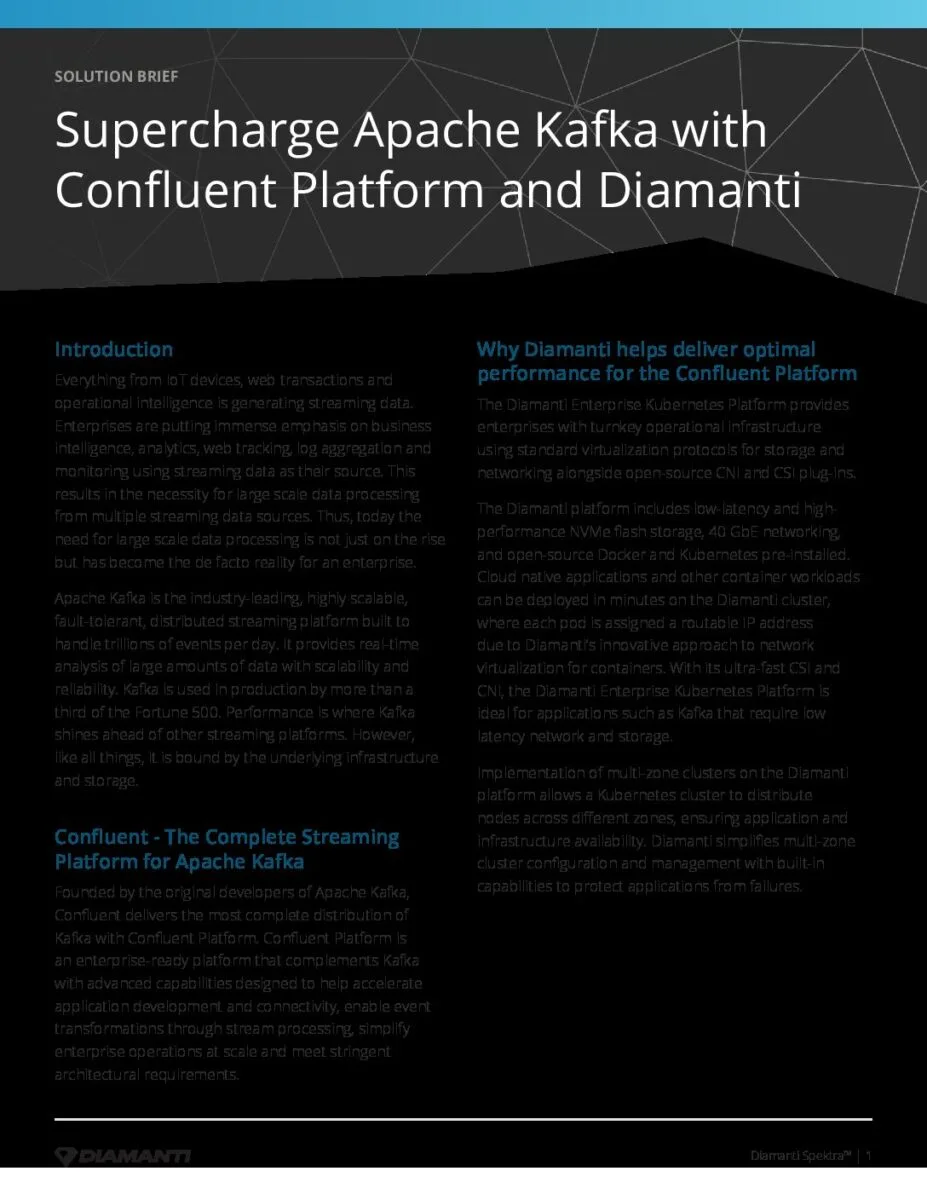 SOLUTION BRIEF
Supercharge Apache Kafka with
Confluent Platform and Diamanti
Introduction
Everything from IoT devices, web transactions and
operational intelligence is generating streaming data.
Enterprises are putting immense emphasis on business
intelligence, analytics, web tracking, log aggregation and
monitoring using streaming data as their source. This
results in the necessity for large scale data processing
from multiple streaming data sources. Thus, today the
need for large scale data processing is not just on the rise
but has become the de facto reality for an enterprise.
Apache Kafka is the industry-leading, highly scalable,
fault-tolerant, distributed streaming platform built to
handle trillions of events per day. It provides real-time
analysis of large amounts of data with scalability and
reliability. Kafka is used in production by more than a
third of the Fortune 500. Performance is where Kafka
shines ahead of other streaming platforms. However,
like all things, it is bound by the underlying infrastructure
and storage.
Confluent - The Complete Streaming
Platform for Apache Kafka
Founded by the original developers of Apache Kafka,
Confluent delivers the most complete distribution of
Kafka with Confluent Platform. Confluent Platform is
an enterprise-ready platform that complements Kafka
with advanced capabilities designed to help accelerate
application development and connectivity, enable event
transformations through stream processing, simplify
enterprise operations at scale and meet stringent
architectural requirements.
Why Diamanti helps deliver optimal
performance for the Confluent Platform
The Diamanti Enterprise Kubernetes Platform provides
enterprises with turnkey operational infrastructure
using standard virtualization protocols for storage and
networking alongside open-source CNI and CSI plug-ins.
The Diamanti platform includes low-latency and high-
performance NVMe flash storage, 40 GbE networking,
and open-source Docker and Kubernetes pre-installed.
Cloud native applications and other container workloads
can be deployed in minutes on the Diamanti cluster,
where each pod is assigned a routable IP address
due to Diamanti's innovative approach to network
virtualization for containers. With its ultra-fast CSI and
CNI, the Diamanti Enterprise Kubernetes Platform is
ideal for applications such as Kafka that require low
latency network and storage.
Implementation of multi-zone clusters on the Diamanti
platform allows a Kubernetes cluster to distribute
nodes across different zones, ensuring application and
infrastructure availability. Diamanti simplifies multi-zone
cluster configuration and management with built-in
capabilities to protect applications from failures.
DIAMANTI
Diamanti Spektra™ | 1